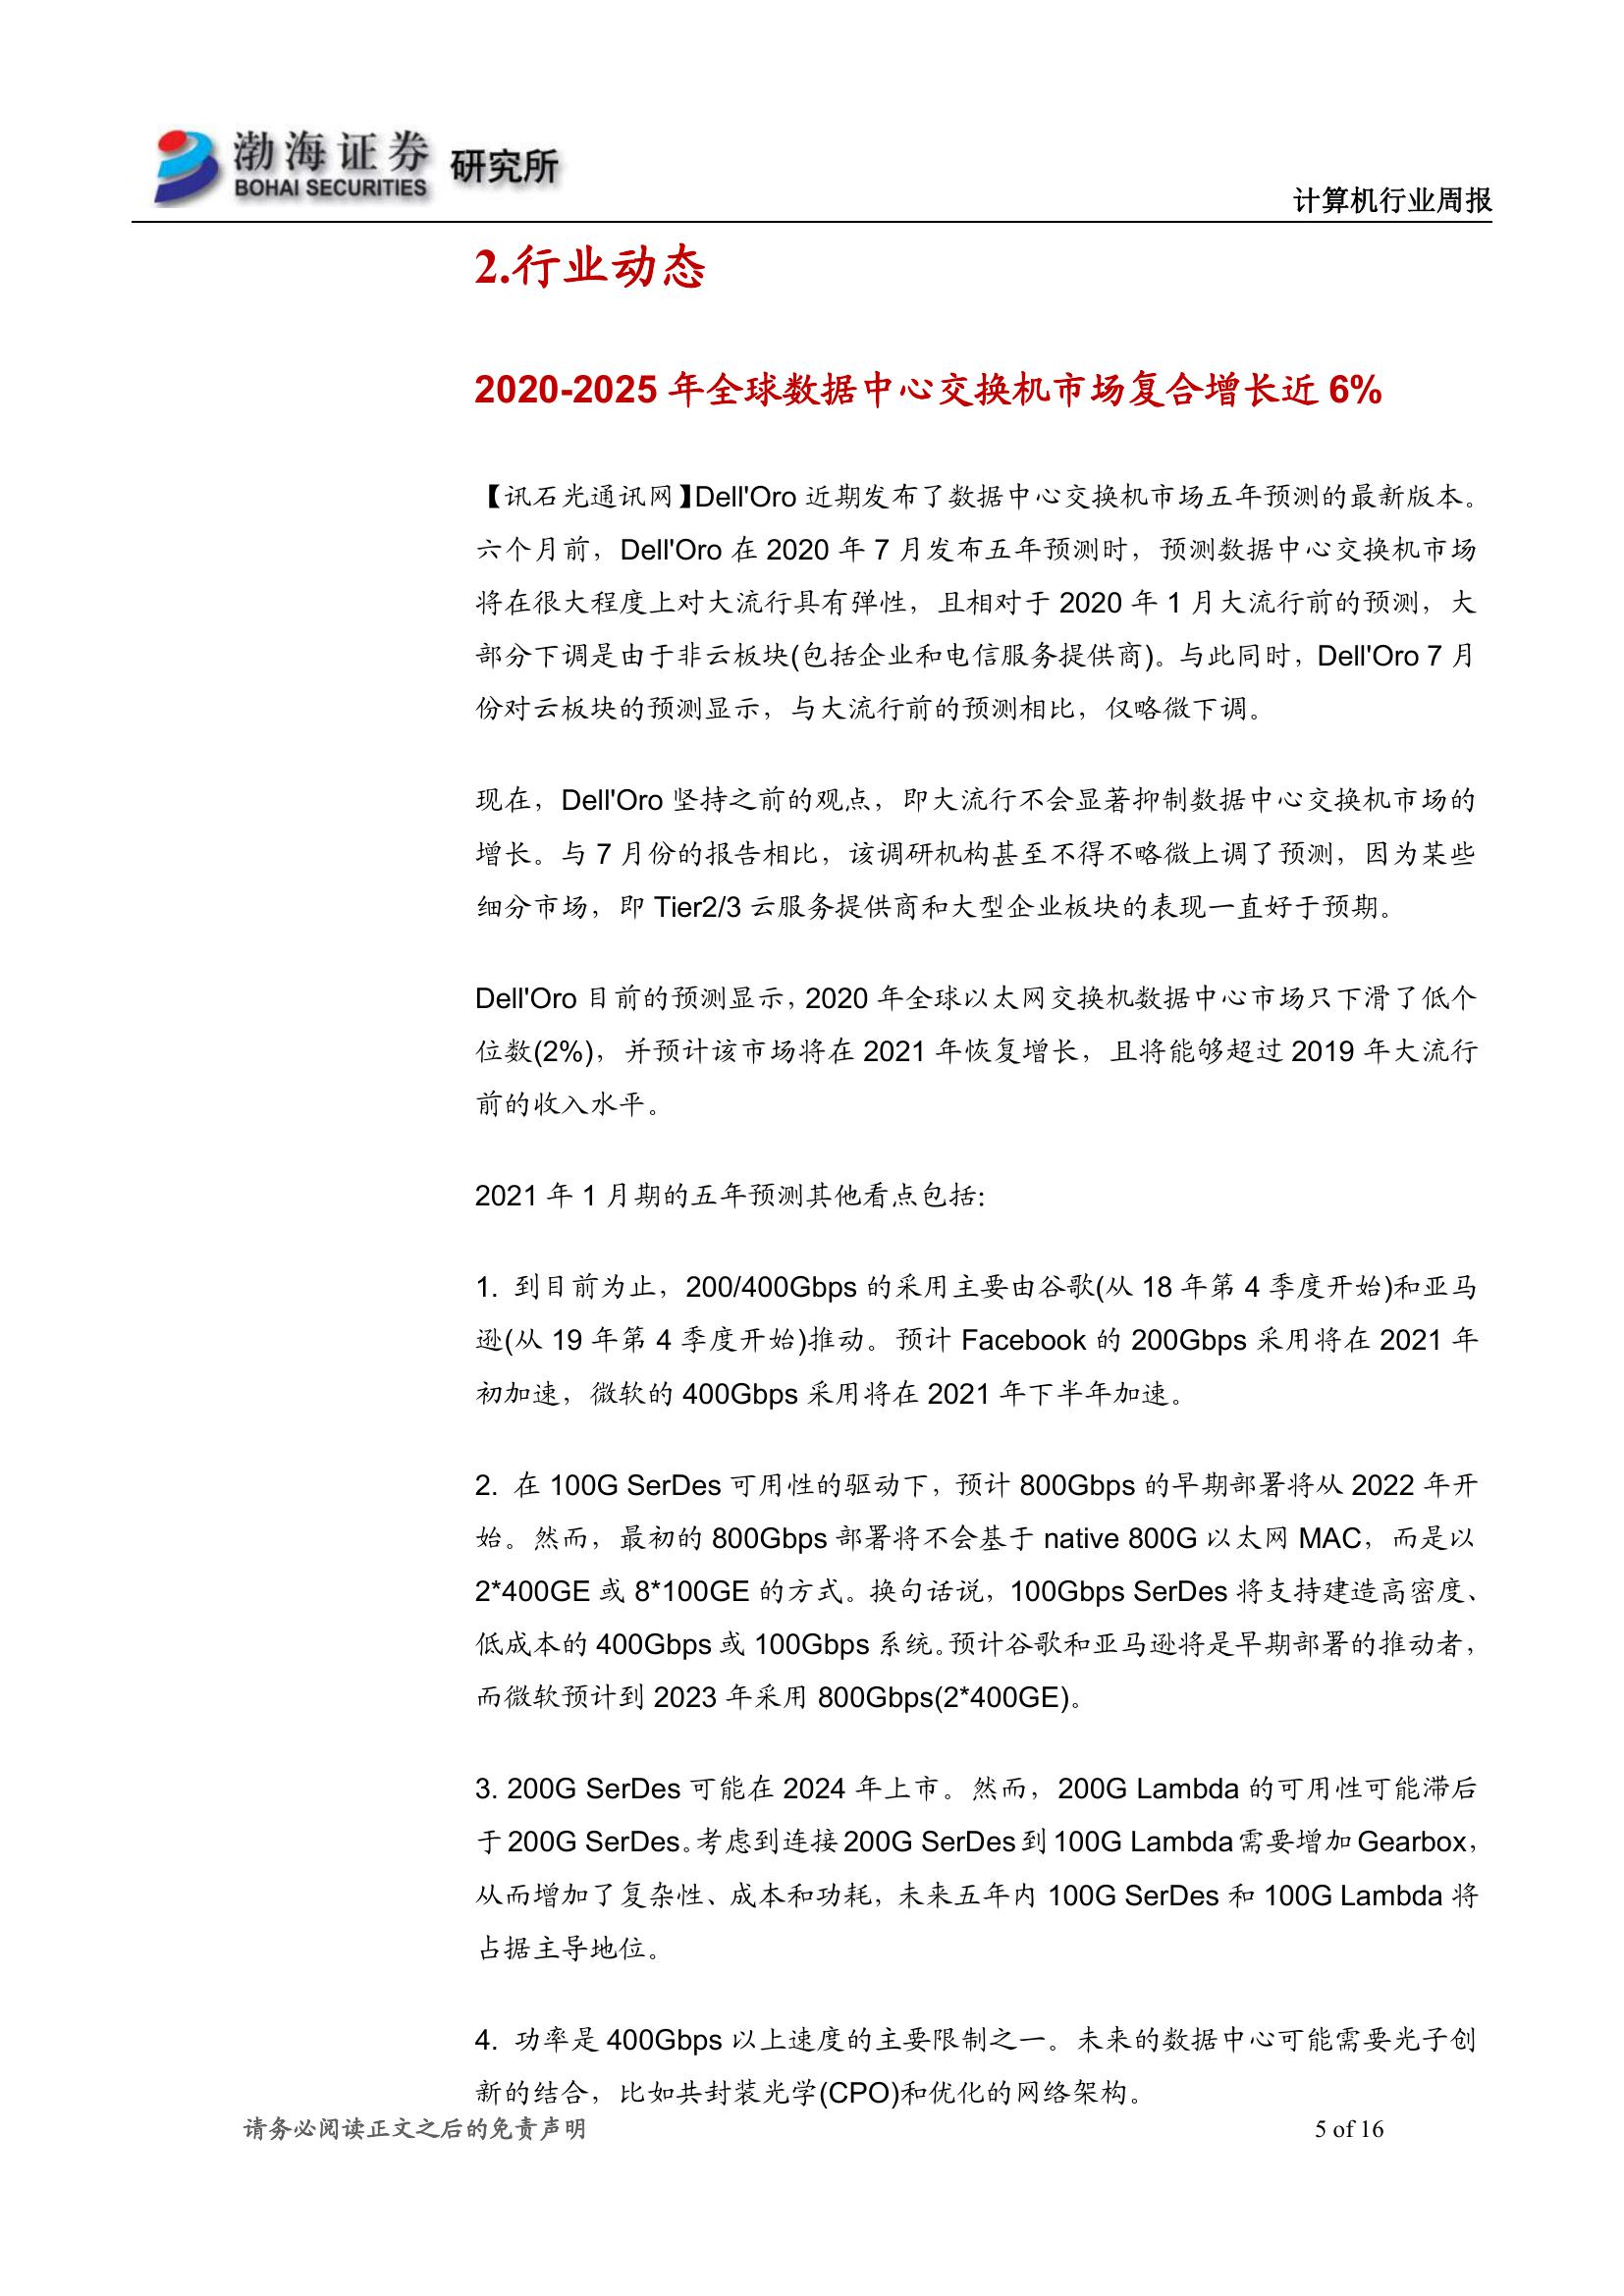 渤海证券 研究所
BOHAI SECURITIES
计算机行业周报
2.行业动态
2020-2025 年全球数据中心交换机市场复合增长近 6%
【讯石光通讯网】Dell'Oro 近期发布了数据中心交换机市场五年预测的最新版本。
六个月前，Dell'Oro 在 2020 年 7 月发布五年预测时，预测数据中心交换机市场
将在很大程度上对大流行具有弹性，且相对于 2020 年 1 月大流行前的预测，大
部分下调是由于非云板块(包括企业和电信服务提供商)。与此同时，Dell'Oro 7 月
份对云板块的预测显示，与大流行前的预测相比，仅略微下调。
现在，Dell'Oro 坚持之前的观点，即大流行不会显著抑制数据中心交换机市场的
增长。与 7 月份的报告相比，该调研机构甚至不得不略微上调了预测，因为某些
细分市场，即 Tier2/3 云服务提供商和大型企业板块的表现一直好于预期。
Dell'Oro 目前的预测显示，2020 年全球以太网交换机数据中心市场只下滑了低个
位数(2%)，并预计该市场将在 2021 年恢复增长，且将能够超过 2019 年大流行
前的收入水平。
2021 年 1 月期的五年预测其他看点包括：
1. 到目前为止，200/400Gbps 的采用主要由谷歌(从 18 年第 4 季度开始)和亚马
逊(从 19 年第 4 季度开始)推动。预计 Facebook 的 200Gbps 采用将在 2021 年
初加速，微软的 400Gbps 采用将在 2021 年下半年加速。
2. 在 100G SerDes 可用性的驱动下，预计 800Gbps 的早期部署将从 2022 年开
始。然而，最初的 800Gbps 部署将不会基于 native 800G 以太网 MAC，而是以
2*400GE 或 8*100GE 的方式。换句话说，100Gbps SerDes 将支持建造高密度、
低成本的 400Gbps 或 100Gbps 系统。预计谷歌和亚马逊将是早期部署的推动者，
而微软预计到 2023 年采用 800Gbps(2*400GE)。
3. 200G SerDes 可能在 2024 年上市。然而，200G Lambda 的可用性可能滞后
于 200G SerDes。考虑到连接 200G SerDes 到 100G Lambda 需要增加 Gearbox，
从而增加了复杂性、成本和功耗，未来五年内 100G SerDes 和 100G Lambda 将
占据主导地位。
4. 功率是 400Gbps 以上速度的主要限制之一。未来的数据中心可能需要光子创
新的结合，比如共封装光学(CPO)和优化的网络架构。
请务必阅读正文之后的免责声明
5 of 16